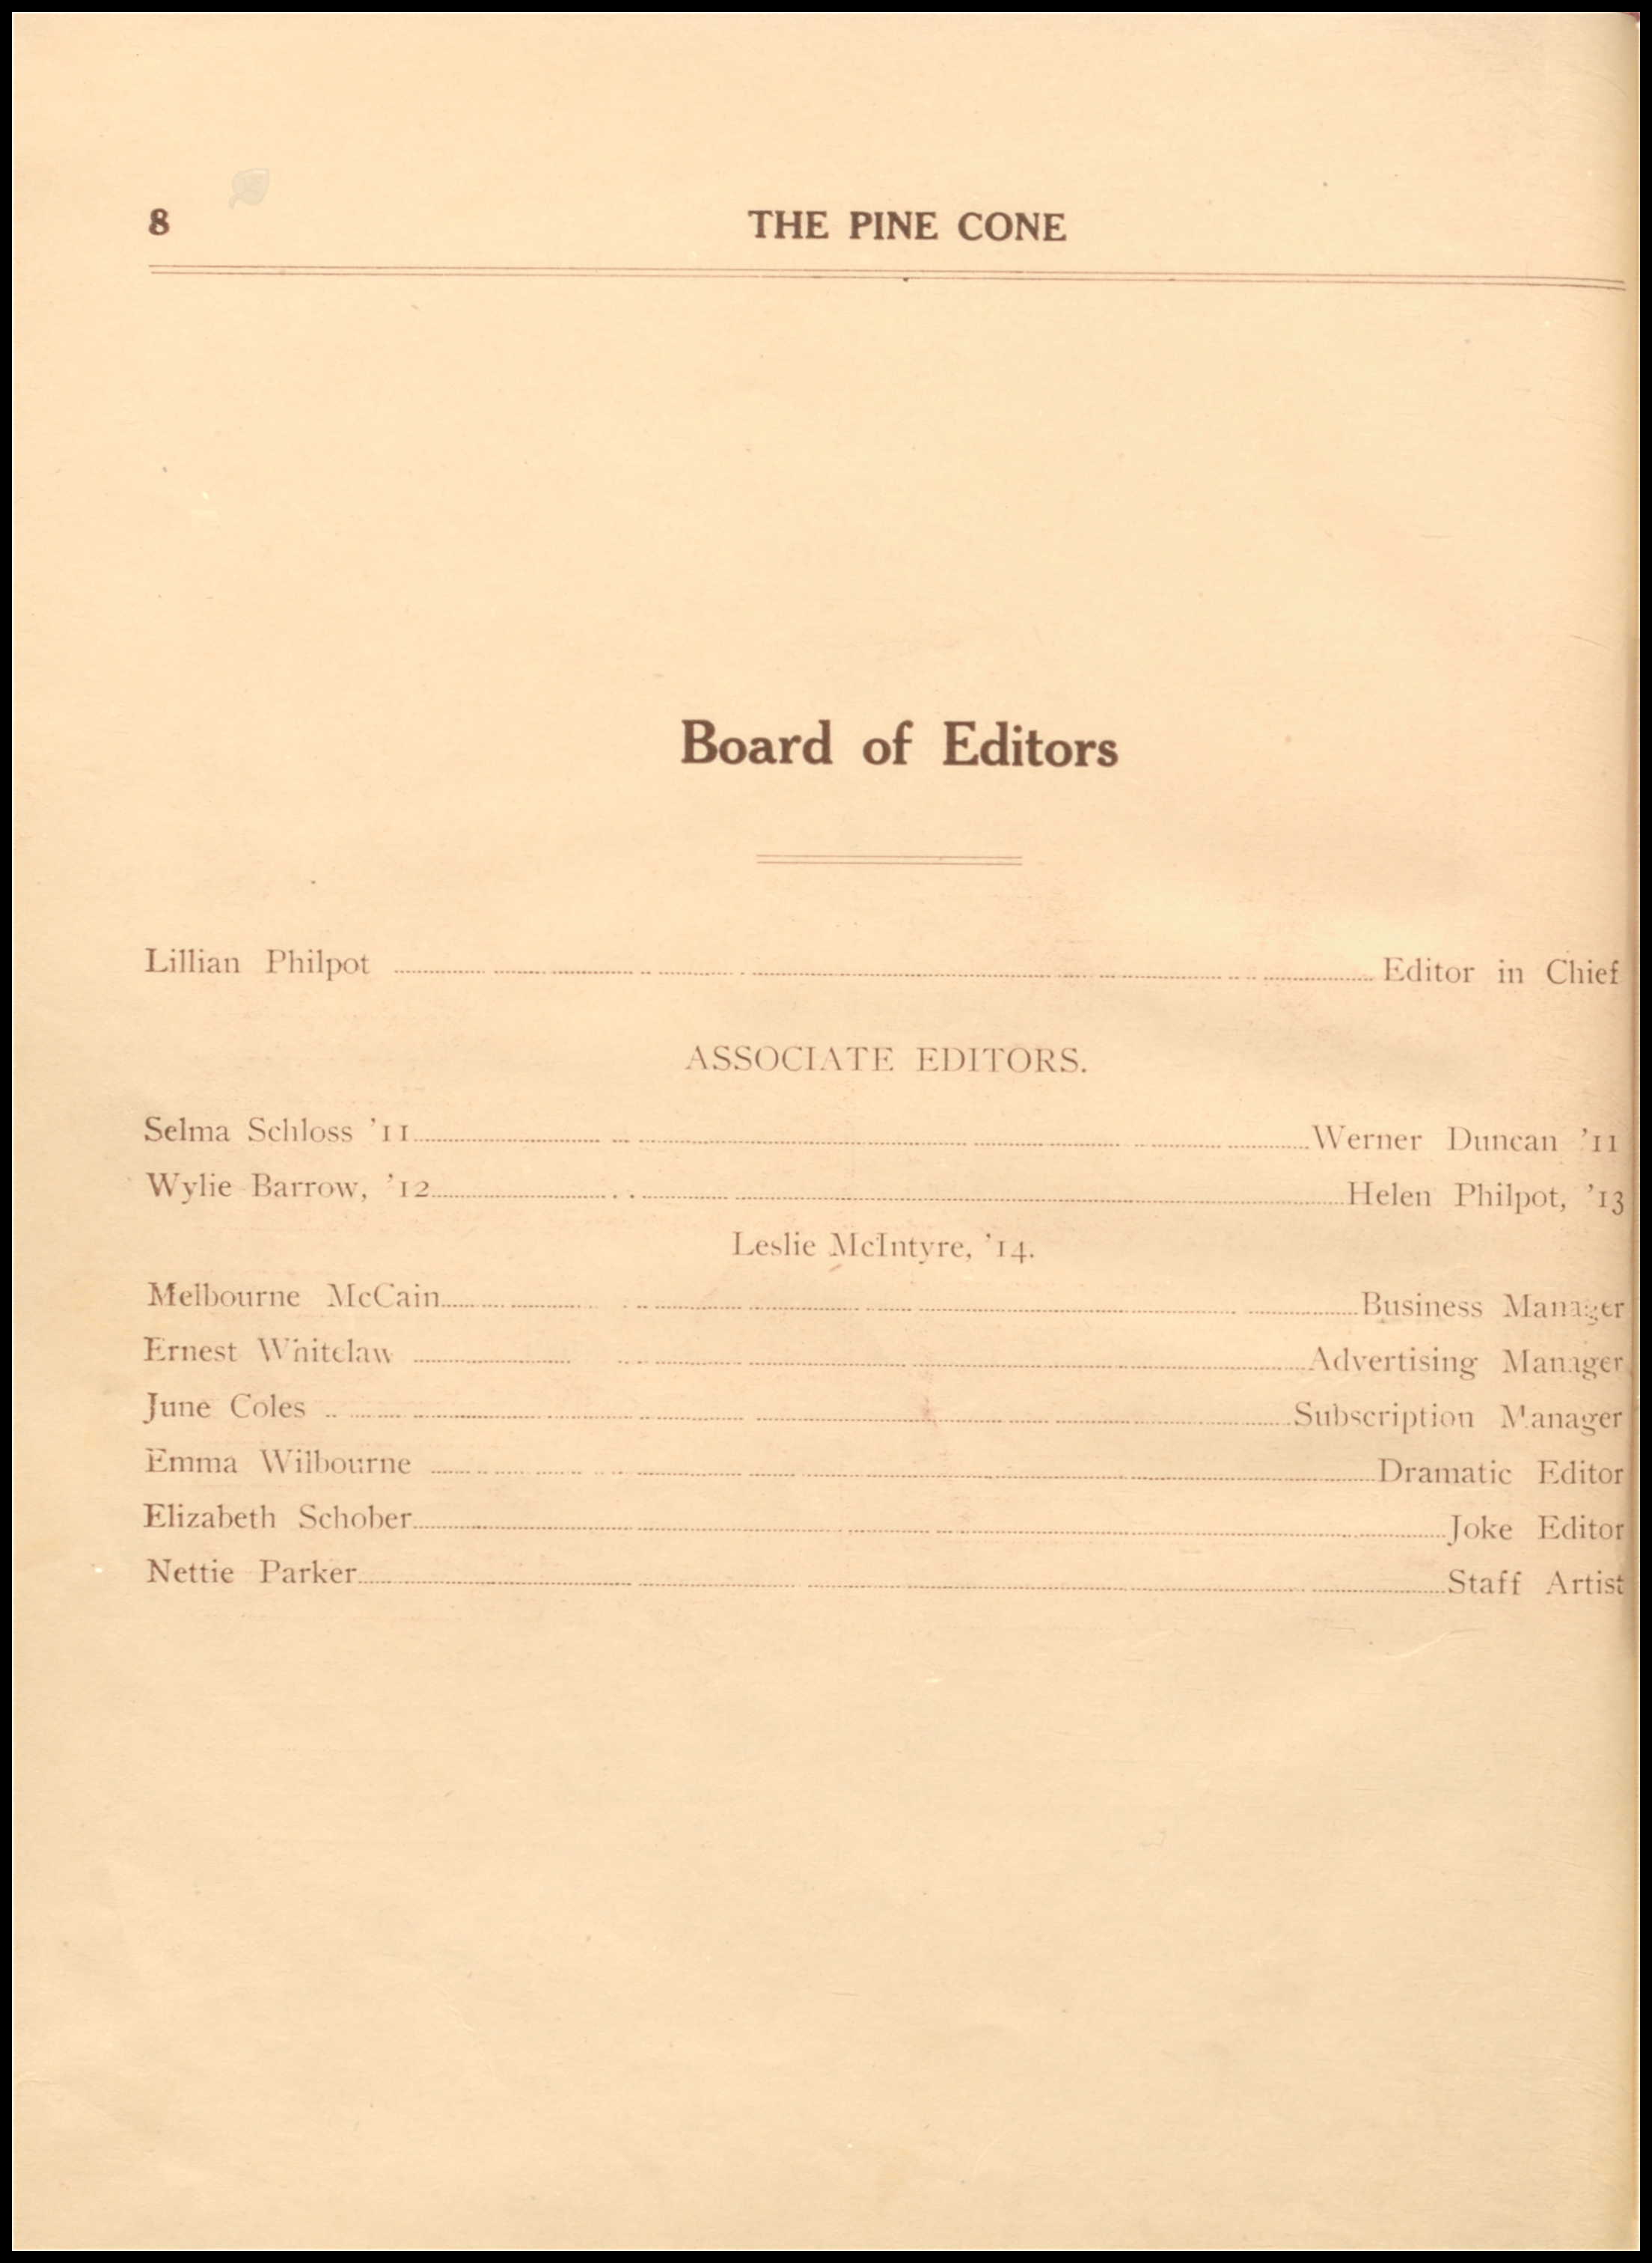 8 THE PINE CONE
Board of Editors
Lillian Philpot ........ Editor in Chief
ASSOCIATE EDITORS.
Selma Schloss '11 ........ Werner Duncan '11
Wylie Barrow, '12 ........ Helen Philpot, '13
Leslie McIntyre, '14.
Melbourne McCain ........ Business Manager
Ernest Whitelaw ........ Advertising Manager
June Coles ........ Subscription Manager
Emma Wilbourne ........ Dramatic Editor
Elizabeth Schober ........ Joke Editor
Nettie Parker ........ Staff Artist